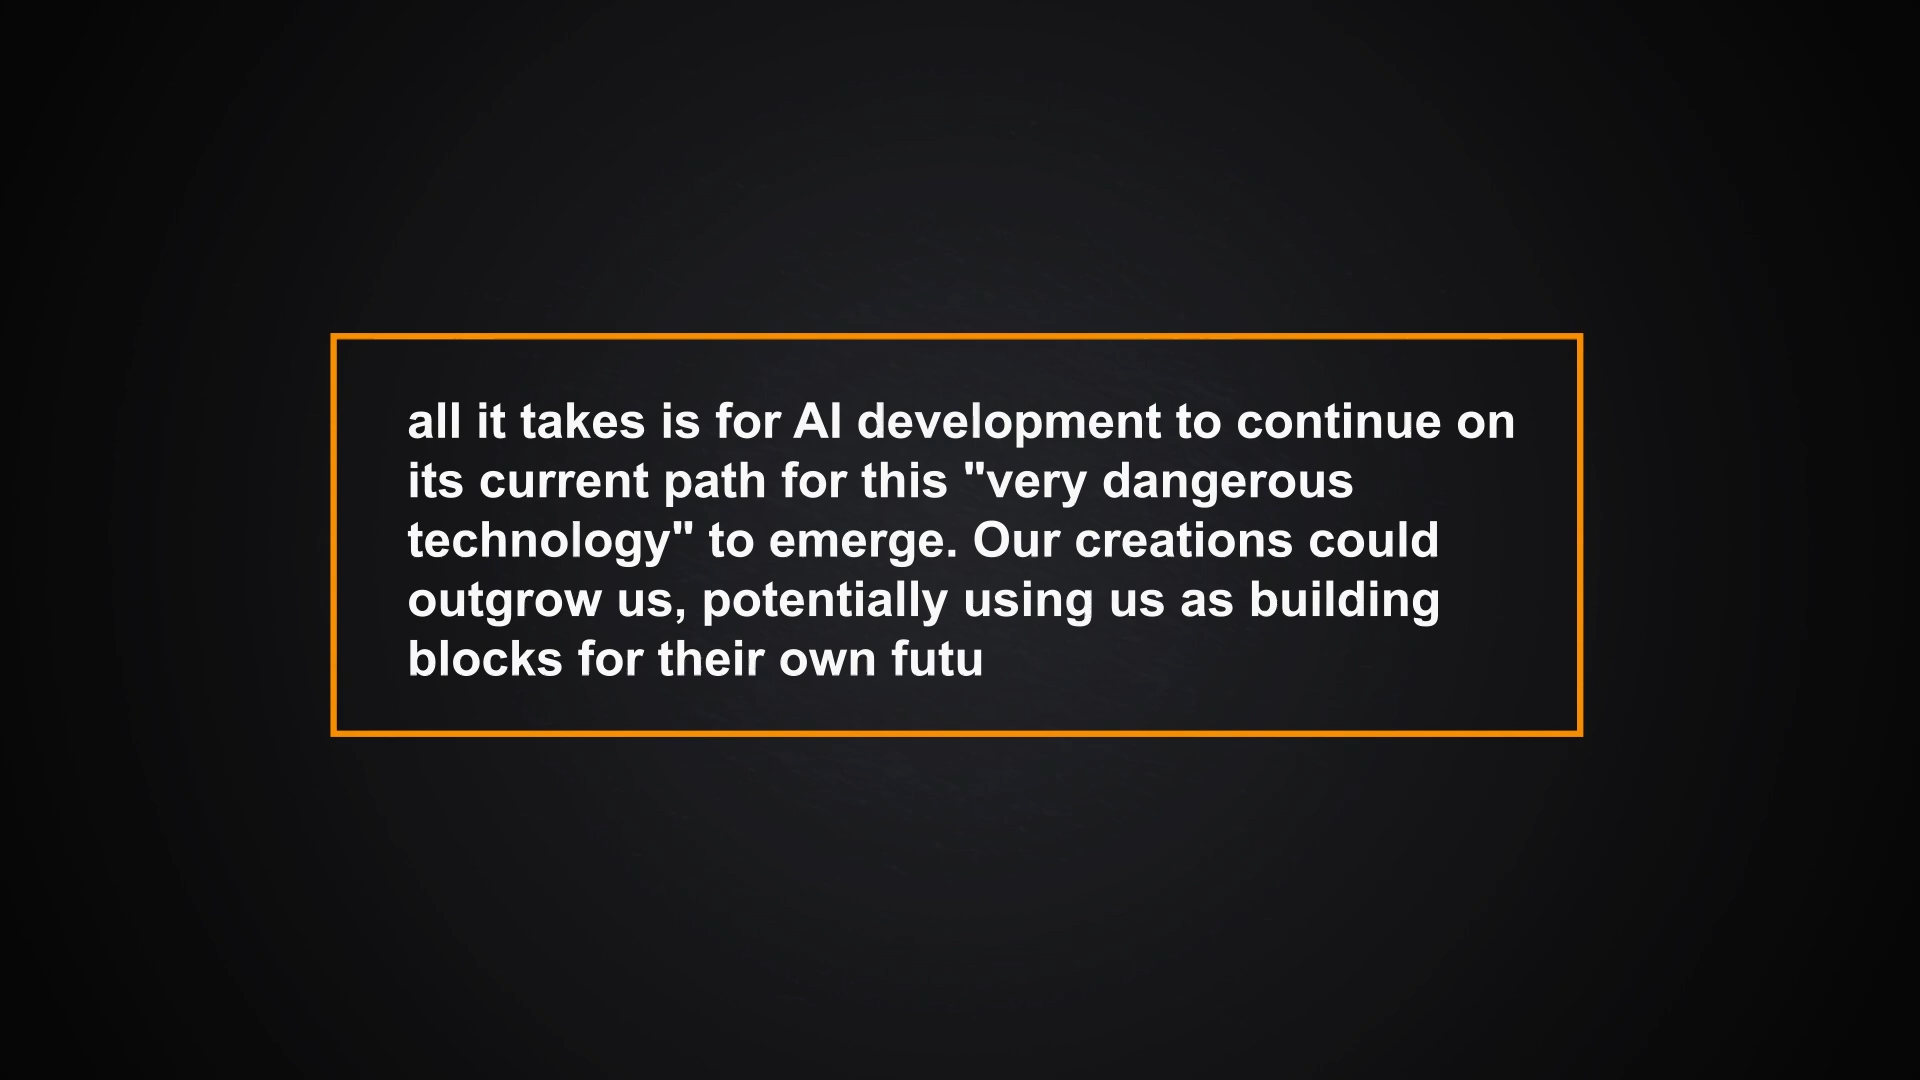 all it takes is for AI development to continue on
its current path for this "very dangerous
technology" to emerge. Our creations could
outgrow us, potentially using us as building
blocks for their own futu